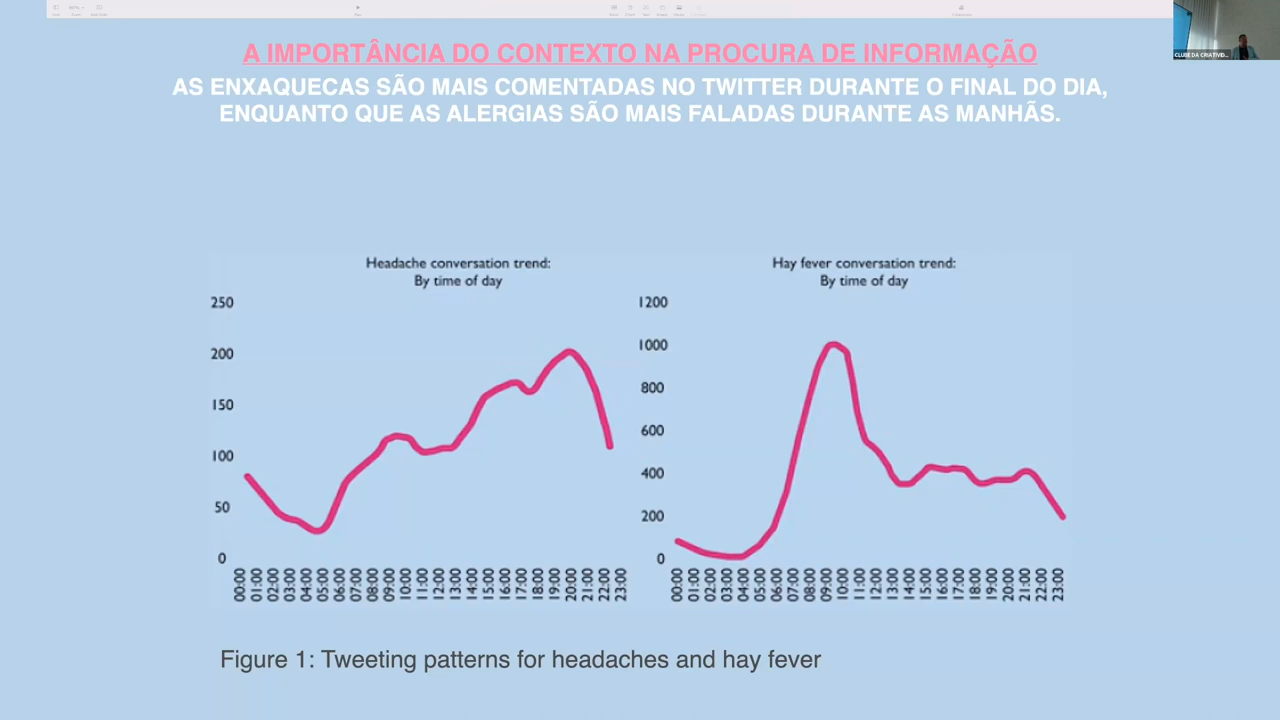 CLUBE DA CRIATIVID...
A IMPORTÂNCIA DO CONTEXTO NA PROCURA DE INFORMAÇÃO
AS ENXAQUECAS SÃO MAIS COMENTADAS NO TWITTER DURANTE O FINAL DO DIA,
ENQUANTO QUE AS ALERGIAS SÃO MAIS FALADAS DURANTE AS MANHÃS.
Headache conversation trend:
By time of day
250
200
150
100
50
0
00:00 01:00 02:00 03:00 04:00 05:00 06:00 07:00 08:00 09:00 10:00 11:00 12:00 13:00 14:00 15:00 16:00 17:00 18:00 19:00 20:00 21:00 22:00 23:00
Hay fever conversation trend:
By time of day
1200
1000
800
600
400
200
0
00:00 01:00 02:00 03:00 04:00 05:00 06:00 07:00 08:00 09:00 10:00 11:00 12:00 13:00 14:00 15:00 16:00 17:00 18:00 19:00 20:00 21:00 22:00 23:00
Figure 1: Tweeting patterns for headaches and hay fever